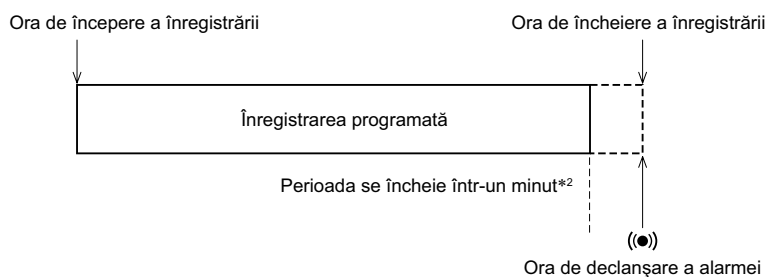 Ora de începere a înregistrării
Ora de încheiere a înregistrării
Înregistrarea programată
Perioada se încheie într-un minut*2
Ora de declanşare a alarmei